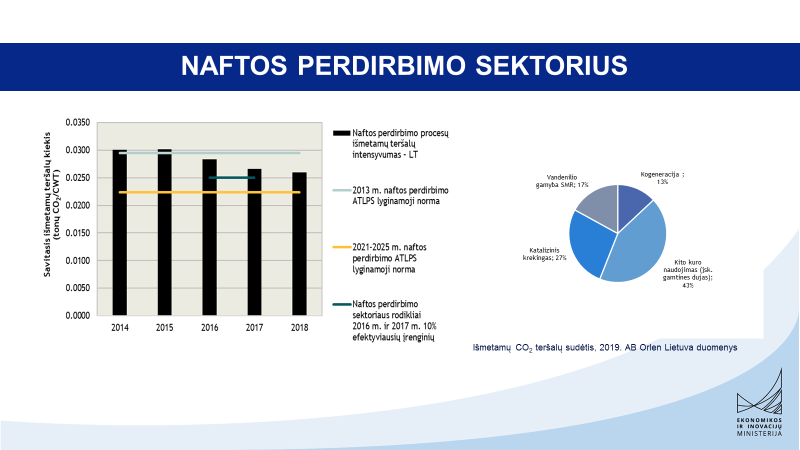 NAFTOS PERDIRBIMO SEKTORIUS
Savitasis išmetamų teršalų kiekis
(tonų CO₂/CWT)
0.0350
0.0300
0.0250
0.0200
0.0150
0.0100
0.0050
0.0000
2014 2015 2016 2017 2018
Naftos perdirbimo procesų
išmetamų teršalų
intensyvumas - LT
2013 m. naftos perdirbimo
ATLPS lyginamoji norma
2021-2025 m. naftos
perdirbimo ATLPS
lyginamoji norma
Naftos perdirbimo
sektoriaus rodikliai
2016 m. ir 2017 m. 10%
efektyviausių įrenginių
Vandenilio
gamyba SMR; 17%
Kogeneracija ;
13%
Katalizinis
krekingas; 27%
Kito kuro
naudojimas (įsk.
gamtines dujas);
43%
Išmetamų CO₂ teršalų sudėtis, 2019. AB Orlen Lietuva duomenys
EKONOMIKOS
IR INOVACIJŲ
MINISTERIJA